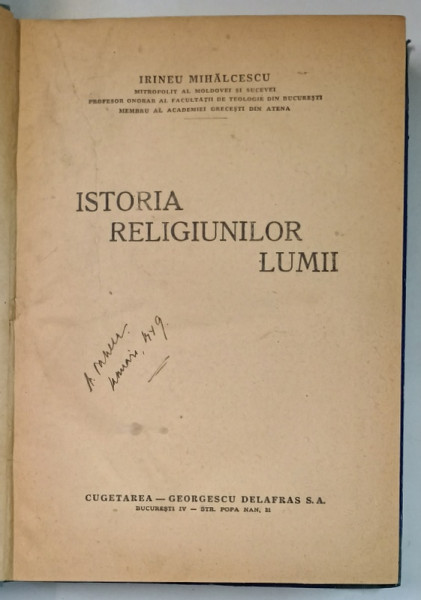 IRINEU MIHĂLCESCU
MITROPOLIT AL MOLDOVEI ȘI SUCEVEI
PROFESOR ONORAR AL FACULTĂȚII DE TEOLOGIE DIN BUCUREȘTI
MEMBRU AL ACADEMIEI GRECEȘTI DIN ATENA
ISTORIA
RELIGIUNILOR
LUMII
CUGETAREA — GEORGESCU DELAFRAS S.A.
BUCUREȘTI IV — STR. POPA NAN, 21